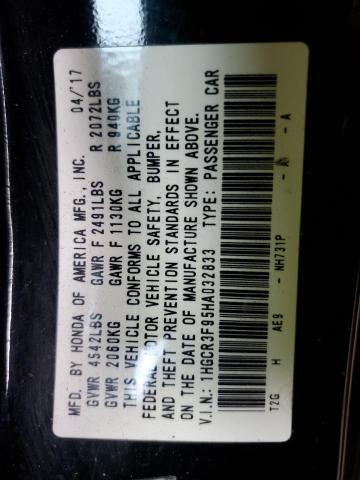 MFD. BY HONDA OF AMERICA MFG., INC. 04/17
GVWR 4542LBS GAWR F 2491LBS R 2072LBS
GVWR 2060KG GAWR F 1130KG R 940KG
THIS VEHICLE CONFORMS TO ALL APPLICABLE
FEDERAL MOTOR VEHICLE SAFETY, BUMPER,
AND THEFT PREVENTION STANDARDS IN EFFECT
ON THE DATE OF MANUFACTURE SHOWN ABOVE.
V.I.N.: 1HGCR3F95HA032833 TYPE: PASSENGER CAR
T2G H AE9 - NH731P - A - A